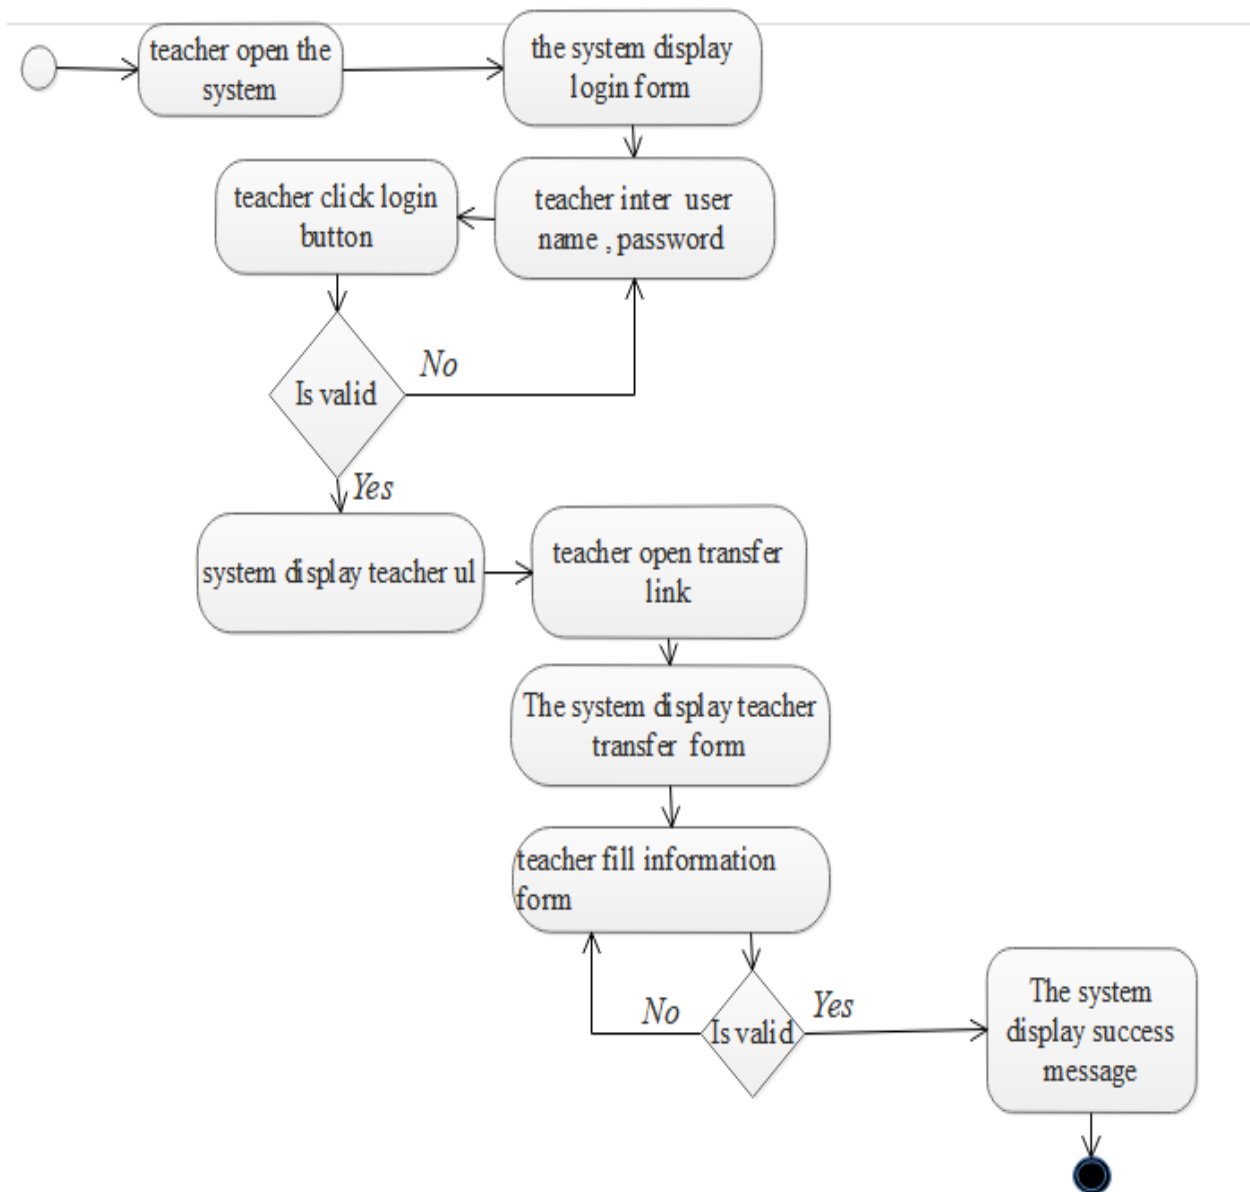 teacher open the
system
the system display
login form
teacher inter user
name , password
teacher click login
button
Is valid
No
Yes
system display teacher ul
teacher open transfer
link
The system display teacher
transfer form
teacher fill information
form
Is valid
No
Yes
The system
display success
message